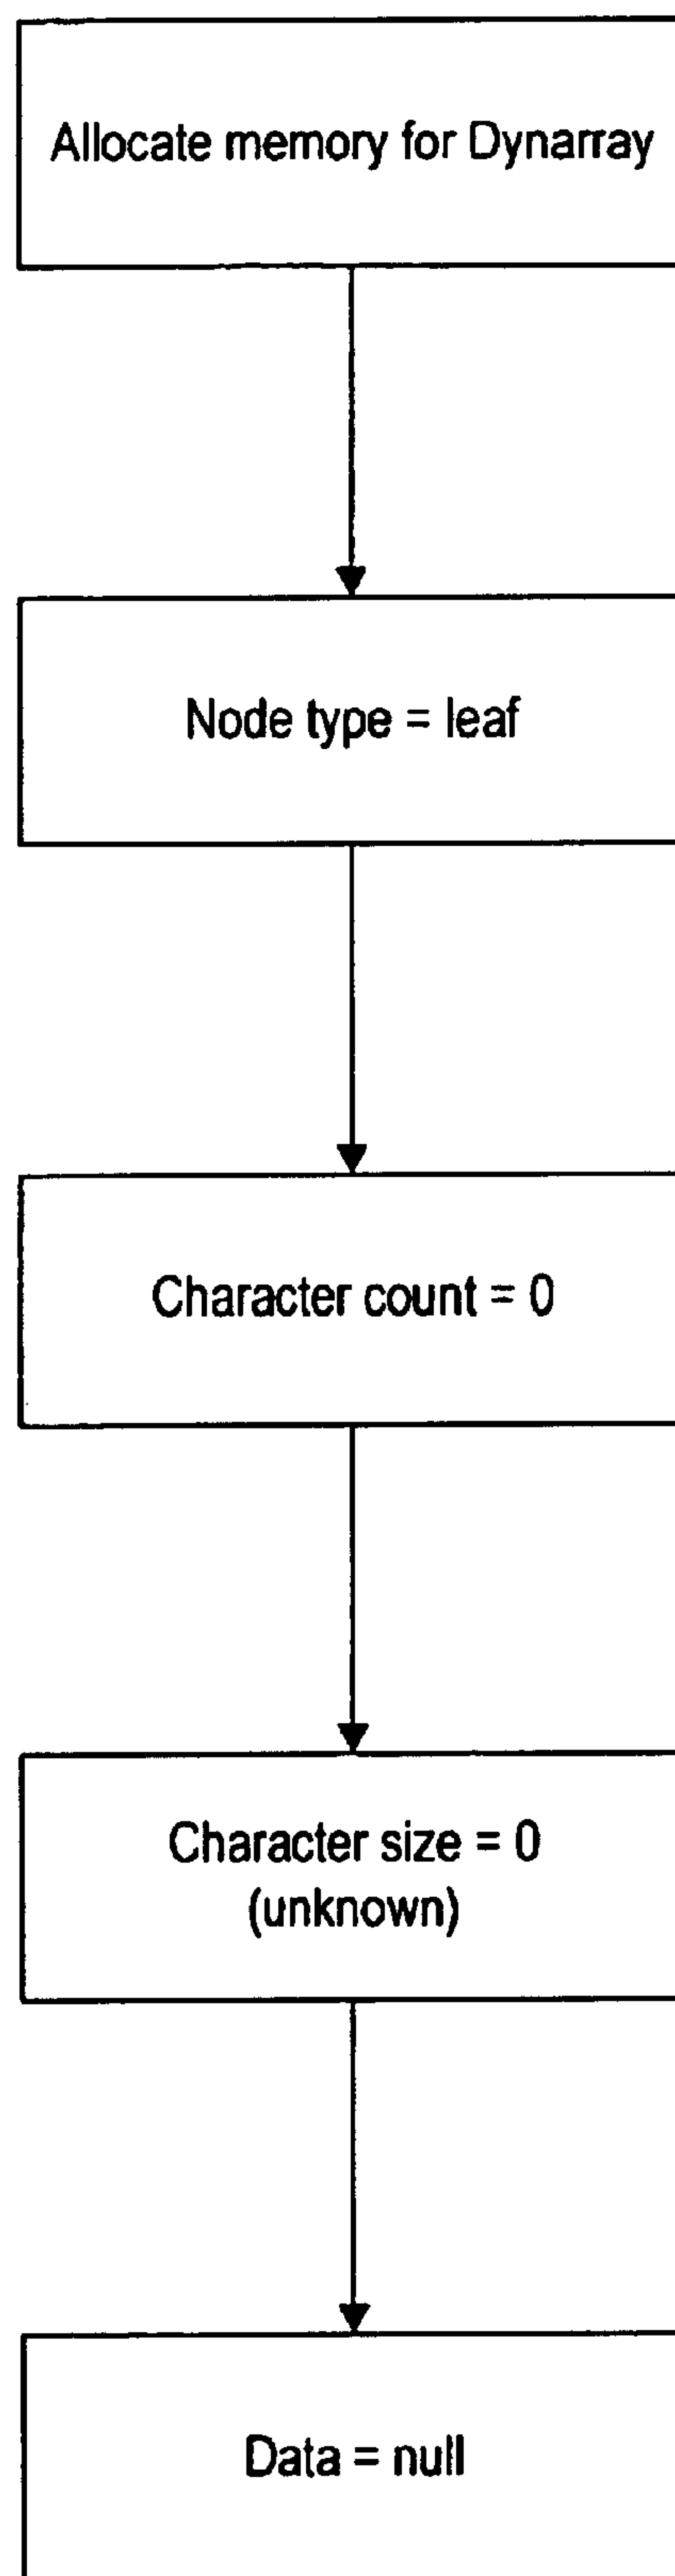 Allocate memory for Dynarray
Node type = leaf
Character count = 0
Character size = 0
(unknown)
Data = null